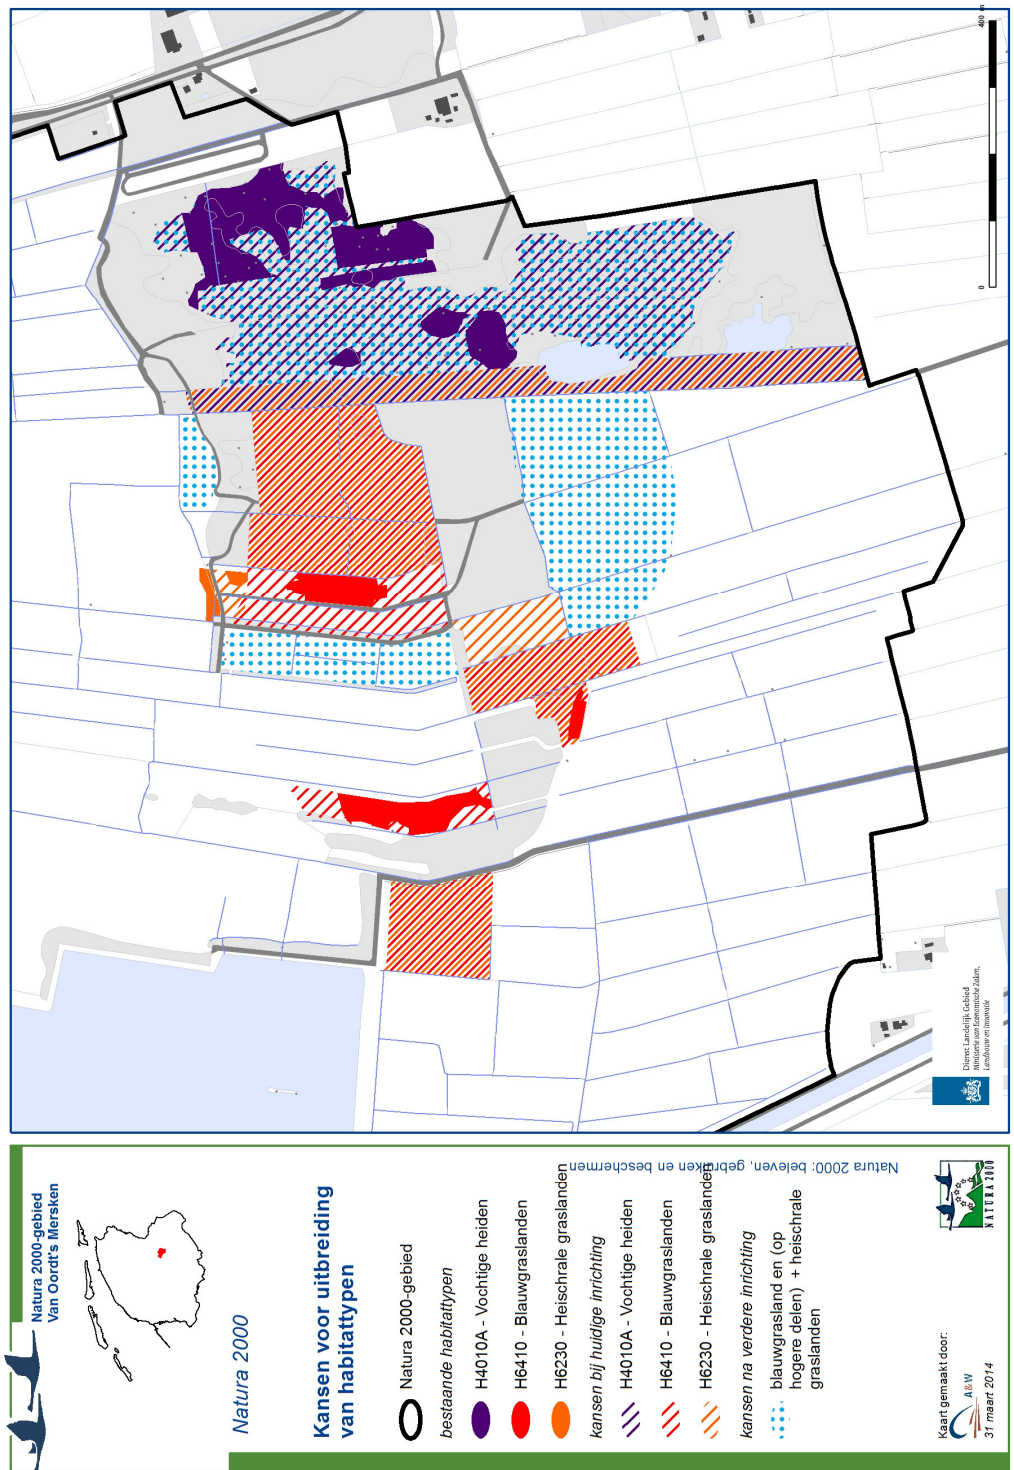 Natura 2000-gebied
Van Oordt's Mersken
Natura 2000
Kansen voor uitbreiding
van habitattypen
Natura 2000-gebied
bestaande habitattypen
H4010A - Vochtige heiden
H6410 - Blauwgraslanden
H6230 - Heischrale graslanden
kansen bij huidige inrichting
H4010A - Vochtige heiden
H6410 - Blauwgraslanden
H6230 - Heischrale graslanden
kansen na verdere inrichting
blauwgrasland en (op
hogere delen) + heischrale
graslanden
Natura 2000: beleven, gebruiken en beschermen
Kaart gemaakt door:
A&W
31 maart 2014
NATURA 2000
Dienst Landelijk Gebied
Ministerie van Economische Zaken,
Landbouw en Innovatie
0
400 m